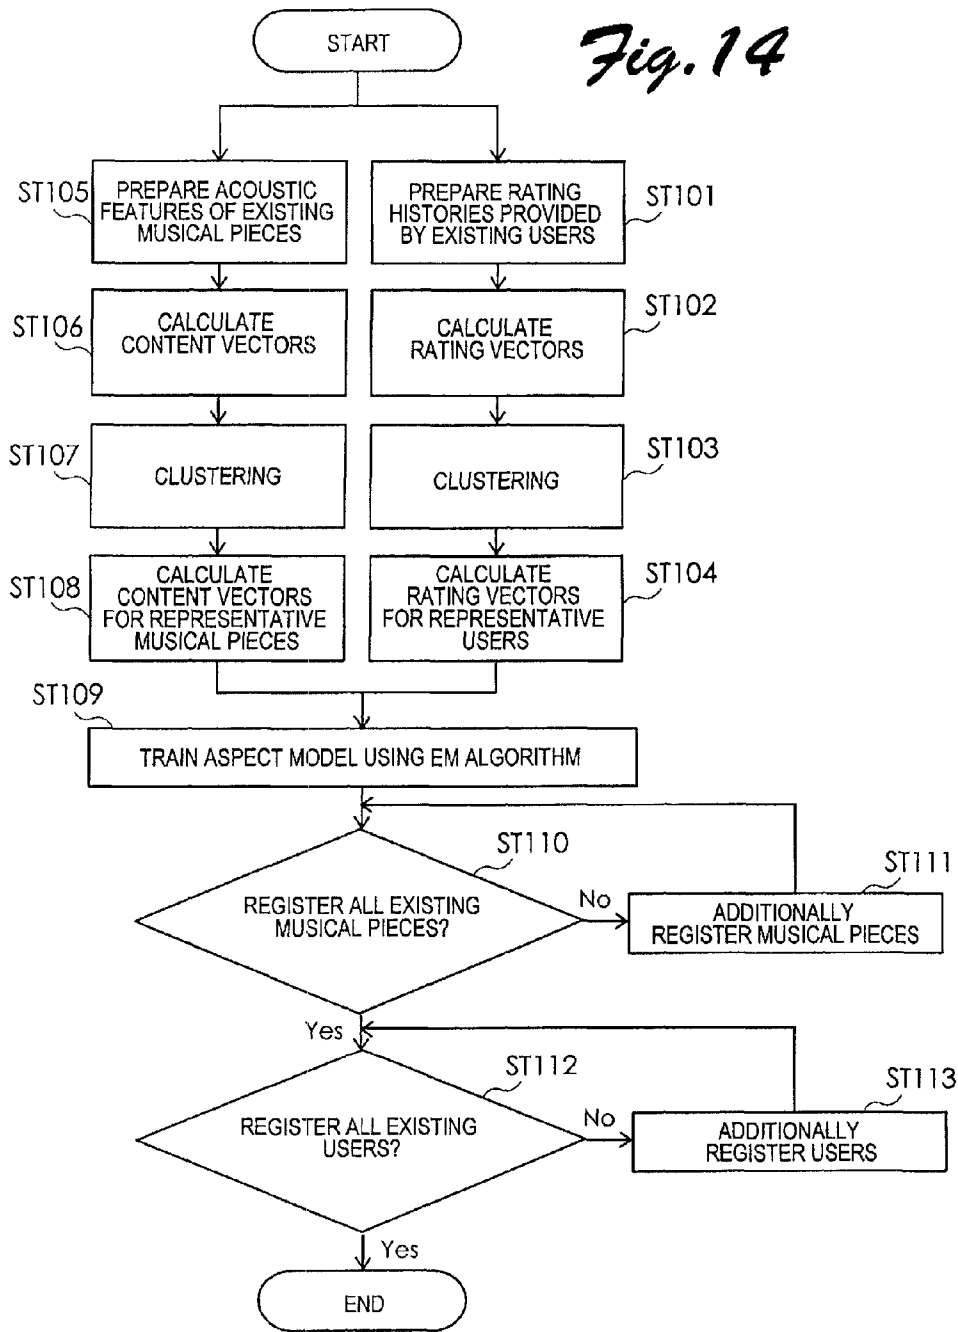 START
Fig. 14
ST105
PREPARE ACOUSTIC
FEATURES OF EXISTING
MUSICAL PIECES
ST101
PREPARE RATING
HISTORIES PROVIDED
BY EXISTING USERS
ST106
CALCULATE
CONTENT VECTORS
ST102
CALCULATE
RATING VECTORS
ST107
CLUSTERING
ST103
CLUSTERING
ST108
CALCULATE
CONTENT VECTORS
FOR REPRESENTATIVE
MUSICAL PIECES
ST104
CALCULATE
RATING VECTORS
FOR REPRESENTATIVE
USERS
ST109
TRAIN ASPECT MODEL USING EM ALGORITHM
ST110
REGISTER ALL EXISTING
MUSICAL PIECES?
No
ST111
ADDITIONALLY
REGISTER MUSICAL PIECES
Yes
ST112
REGISTER ALL EXISTING
USERS?
No
ST113
ADDITIONALLY
REGISTER USERS
Yes
END